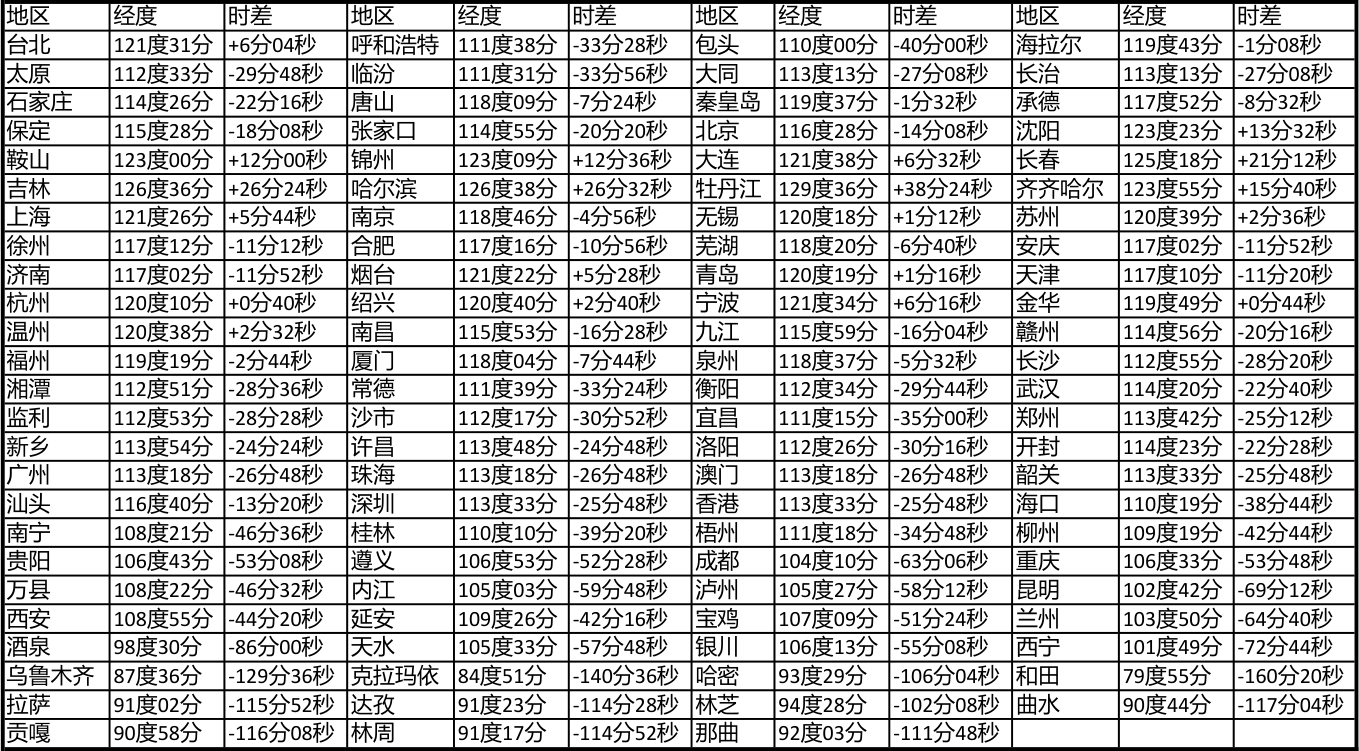 地区 经度 时差 地区 经度 时差 地区 经度 时差 地区 经度 时差
台北 121度31分 +6分04秒 呼和浩特 111度38分 -33分28秒 包头 110度00分 -40分00秒 海拉尔 119度43分 -1分08秒
太原 112度33分 -29分48秒 临汾 111度31分 -33分56秒 大同 113度13分 -27分08秒 长治 113度13分 -27分08秒
石家庄 114度26分 -22分16秒 唐山 118度09分 -7分24秒 秦皇岛 119度37分 -1分32秒 承德 117度52分 -8分32秒
保定 115度28分 -18分08秒 张家口 114度55分 -20分20秒 北京 116度28分 -14分08秒 沈阳 123度23分 +13分32秒
鞍山 123度00分 +12分00秒 锦州 123度09分 +12分36秒 大连 121度38分 +6分32秒 长春 125度18分 +21分12秒
吉林 126度36分 +26分24秒 哈尔滨 126度38分 +26分32秒 牡丹江 129度36分 +38分24秒 齐齐哈尔 123度55分 +15分40秒
上海 121度26分 +5分44秒 南京 118度46分 -4分56秒 无锡 120度18分 +1分12秒 苏州 120度39分 +2分36秒
徐州 117度12分 -11分12秒 合肥 117度16分 -10分56秒 芜湖 118度20分 -6分40秒 安庆 117度02分 -11分52秒
济南 117度02分 -11分52秒 烟台 121度22分 +5分28秒 青岛 120度19分 +1分16秒 天津 117度10分 -11分20秒
杭州 120度10分 +0分40秒 绍兴 120度40分 +2分40秒 宁波 121度34分 +6分16秒 金华 119度49分 +0分44秒
温州 120度38分 +2分32秒 南昌 115度53分 -16分28秒 九江 115度59分 -16分04秒 赣州 114度56分 -20分16秒
福州 119度19分 -2分44秒 厦门 118度04分 -7分44秒 泉州 118度37分 -5分32秒 长沙 112度55分 -28分20秒
湘潭 112度51分 -28分36秒 常德 111度39分 -33分24秒 衡阳 112度34分 -29分44秒 武汉 114度20分 -22分40秒
监利 112度53分 -28分28秒 沙市 112度17分 -30分52秒 宜昌 111度15分 -35分00秒 郑州 113度42分 -25分12秒
新乡 113度54分 -24分24秒 许昌 113度48分 -24分48秒 洛阳 112度26分 -30分16秒 开封 114度23分 -22分28秒
广州 113度18分 -26分48秒 珠海 113度18分 -26分48秒 澳门 113度18分 -26分48秒 韶关 113度33分 -25分48秒
汕头 116度40分 -13分20秒 深圳 113度33分 -25分48秒 香港 113度33分 -25分48秒 海口 110度19分 -38分44秒
南宁 108度21分 -46分36秒 桂林 110度10分 -39分20秒 梧州 111度18分 -34分48秒 柳州 109度19分 -42分44秒
贵阳 106度43分 -53分08秒 遵义 106度53分 -52分28秒 成都 104度10分 -63分06秒 重庆 106度33分 -53分48秒
万县 108度22分 -46分32秒 内江 105度03分 -59分48秒 泸州 105度27分 -58分12秒 昆明 102度42分 -69分12秒
西安 108度55分 -44分20秒 延安 109度26分 -42分16秒 宝鸡 107度09分 -51分24秒 兰州 103度50分 -64分40秒
酒泉 98度30分 -86分00秒 天水 105度33分 -57分48秒 银川 106度13分 -55分08秒 西宁 101度49分 -72分44秒
乌鲁木齐 87度36分 -129分36秒 克拉玛依 84度51分 -140分36秒 哈密 93度29分 -106分04秒 和田 79度55分 -160分20秒
拉萨 91度02分 -115分52秒 达孜 91度23分 -114分28秒 林芝 94度28分 -102分08秒 曲水 90度44分 -117分04秒
贡嘎 90度58分 -116分08秒 林周 91度17分 -114分52秒 那曲 92度03分 -111分48秒